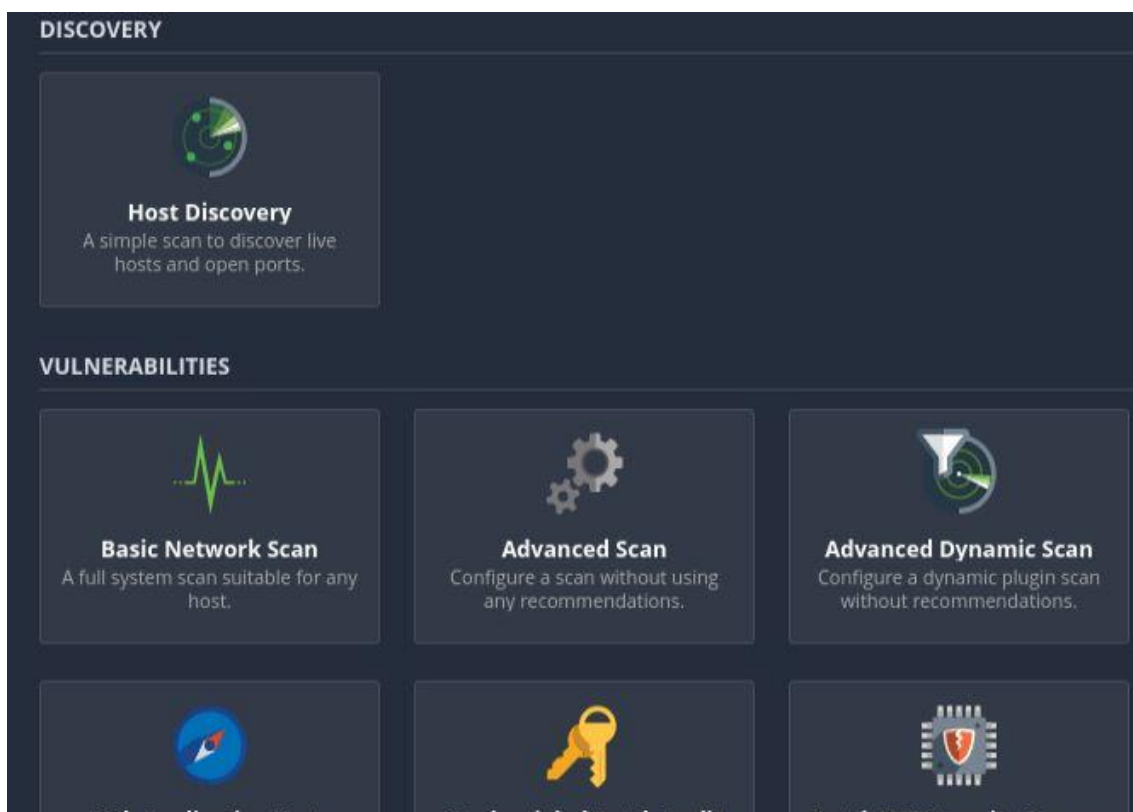 DISCOVERY
Host Discovery
A simple scan to discover live
hosts and open ports.
VULNERABILITIES
Basic Network Scan
A full system scan suitable for any
host.
Advanced Scan
Configure a scan without using
any recommendations.
Advanced Dynamic Scan
Configure a dynamic plugin scan
without recommendations.